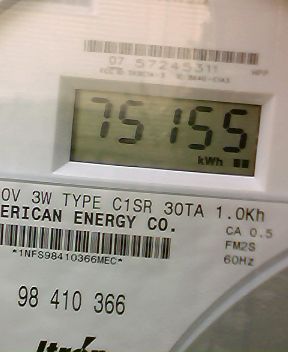 07 57245311
75155
kWh
0V 3W TYPE C1SR 30TA 1.0Kh
ERICAN ENERGY CO.
CA 0.5
FM2S
60Hz
*1NFS98410366MEC*
98 410 366
Itron